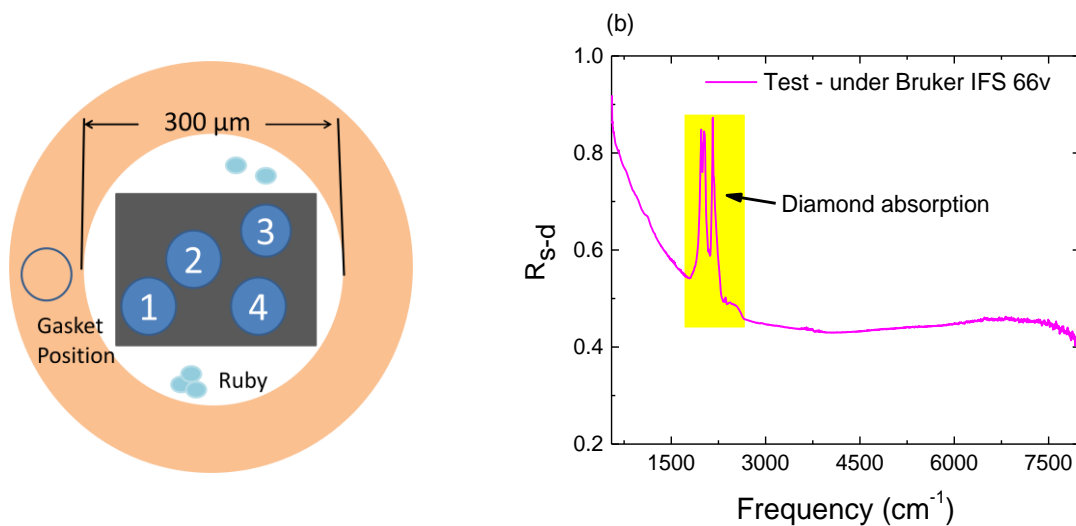 300 µm
1
2
3
4
Gasket
Position
Ruby
(b)
Test - under Bruker IFS 66v
Diamond absorption
R_{s-d}
1.0
0.8
0.6
0.4
0.2
1500 3000 4500 6000 7500
Frequency (cm⁻¹)